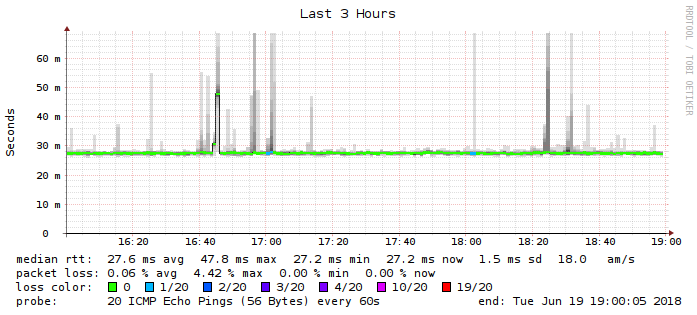 Last 3 Hours
RRDTOOL / TOBI OETIKER
Seconds
60 m
50 m
40 m
30 m
20 m
10 m
0
16:20 16:40 17:00 17:20 17:40 18:00 18:20 18:40 19:00
median rtt: 27.6 ms avg 47.8 ms max 27.2 ms min 27.2 ms now 1.5 ms sd 18.0 am/s
packet loss: 0.06 % avg 4.42 % max 0.00 % min 0.00 % now
loss color: 0 1/20 2/20 3/20 4/20 10/20 19/20
probe: 20 ICMP Echo Pings (56 Bytes) every 60s end: Tue Jun 19 19:00:05 2018